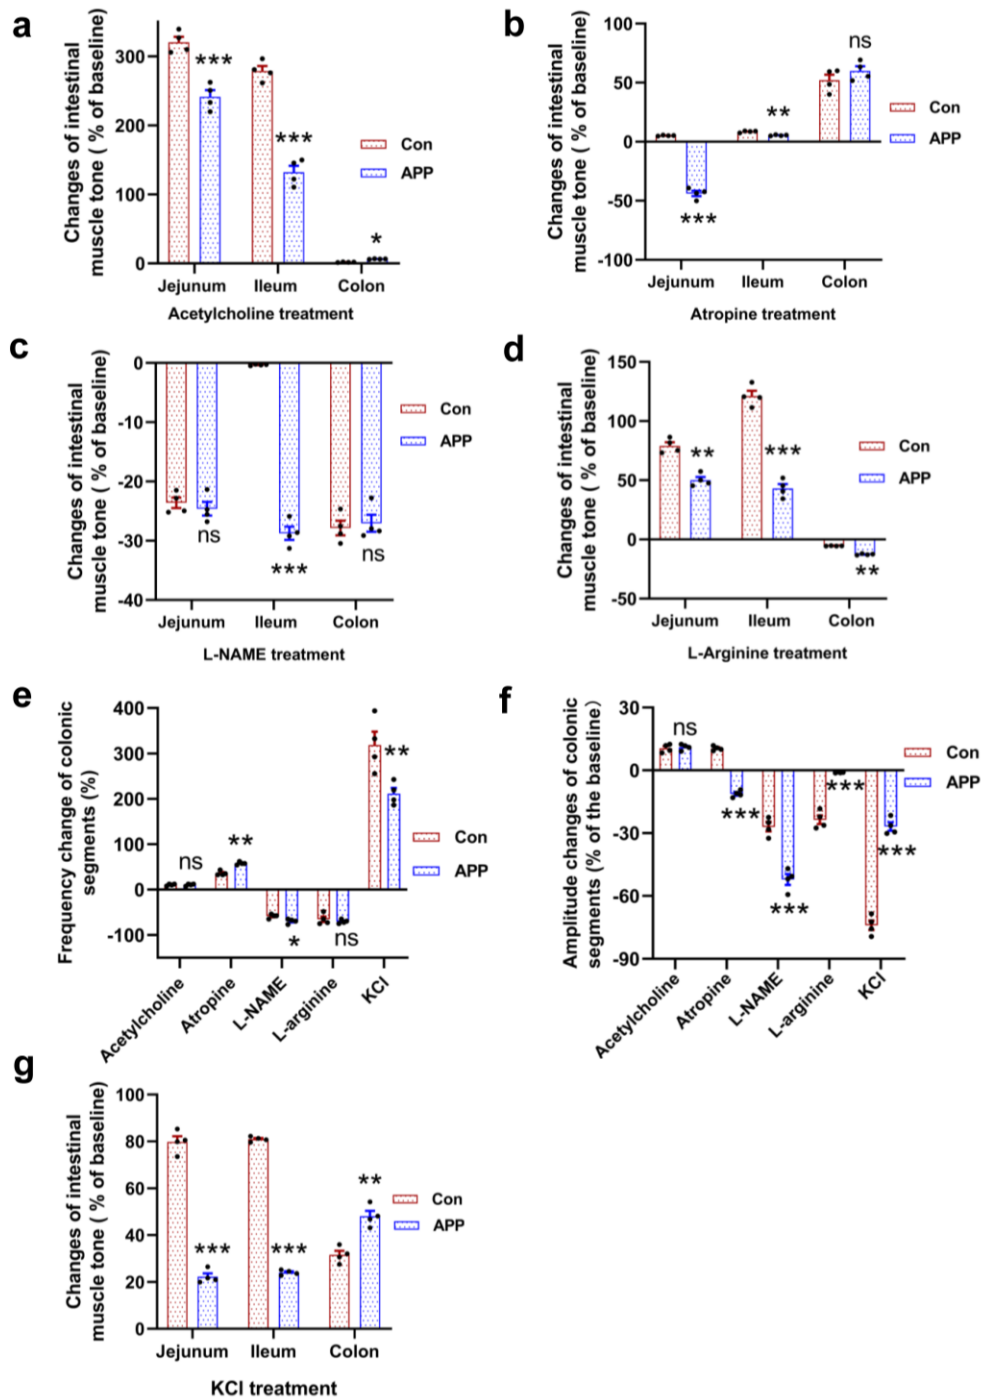 a
Changes of intestinal
muscle tone ( % of baseline)
300
200
100
0
***
***
*
Con
APP
Jejunum Ileum Colon
Acetylcholine treatment
b
Changes of intestinal
muscle tone ( % of baseline)
100
50
0
-50
-100
ns
**
***
Con
APP
Jejunum Ileum Colon
Atropine treatment
c
Changes of intestinal
muscle tone ( % of baseline)
0
-10
-20
-30
-40
ns
***
ns
Con
APP
Jejunum Ileum Colon
L-NAME treatment
d
Changes of intestinal
muscle tone ( % of baseline)
150
100
50
0
-50
**
***
**
Con
APP
Jejunum Ileum Colon
L-Arginine treatment
e
Frequency change of colonic
segments (%)
400
300
200
100
0
-100
ns
**
*
ns
**
Con
APP
Acetylcholine
Atropine
L-NAME
L-arginine
KCl
f
Amplitude changes of colonic
segments (% of the baseline)
30
0
-30
-60
-90
ns
***
***
***
***
Con
APP
Acetylcholine
Atropine
L-NAME
L-arginine
KCl
g
Changes of intestinal
muscle tone ( % of baseline)
100
80
60
40
20
0
***
***
**
Con
APP
Jejunum Ileum Colon
KCl treatment